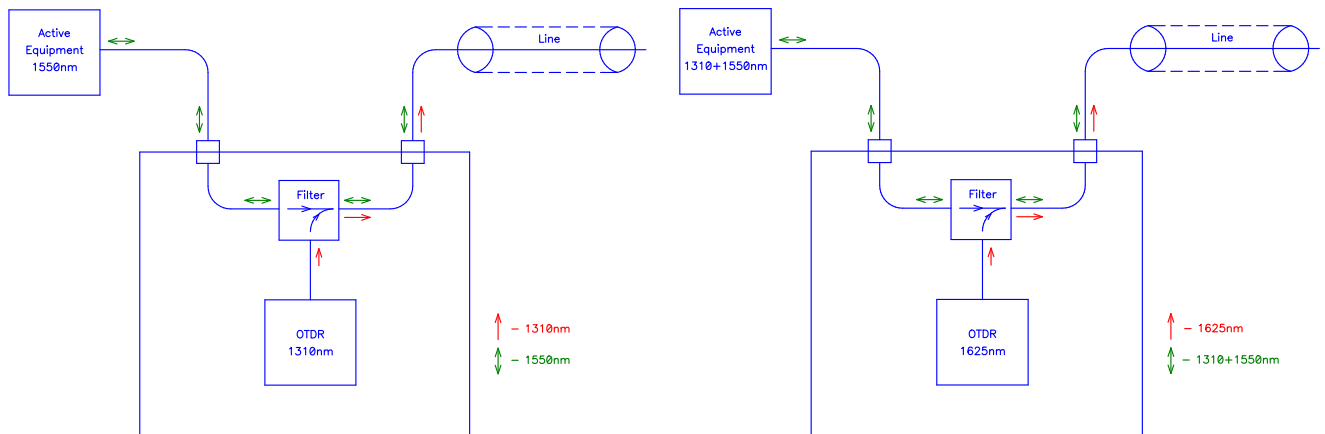 Active
Equipment
1550nm
Line
Filter
OTDR
1310nm
– 1310nm
– 1550nm
Active
Equipment
1310+1550nm
Line
Filter
OTDR
1625nm
– 1625nm
– 1310+1550nm